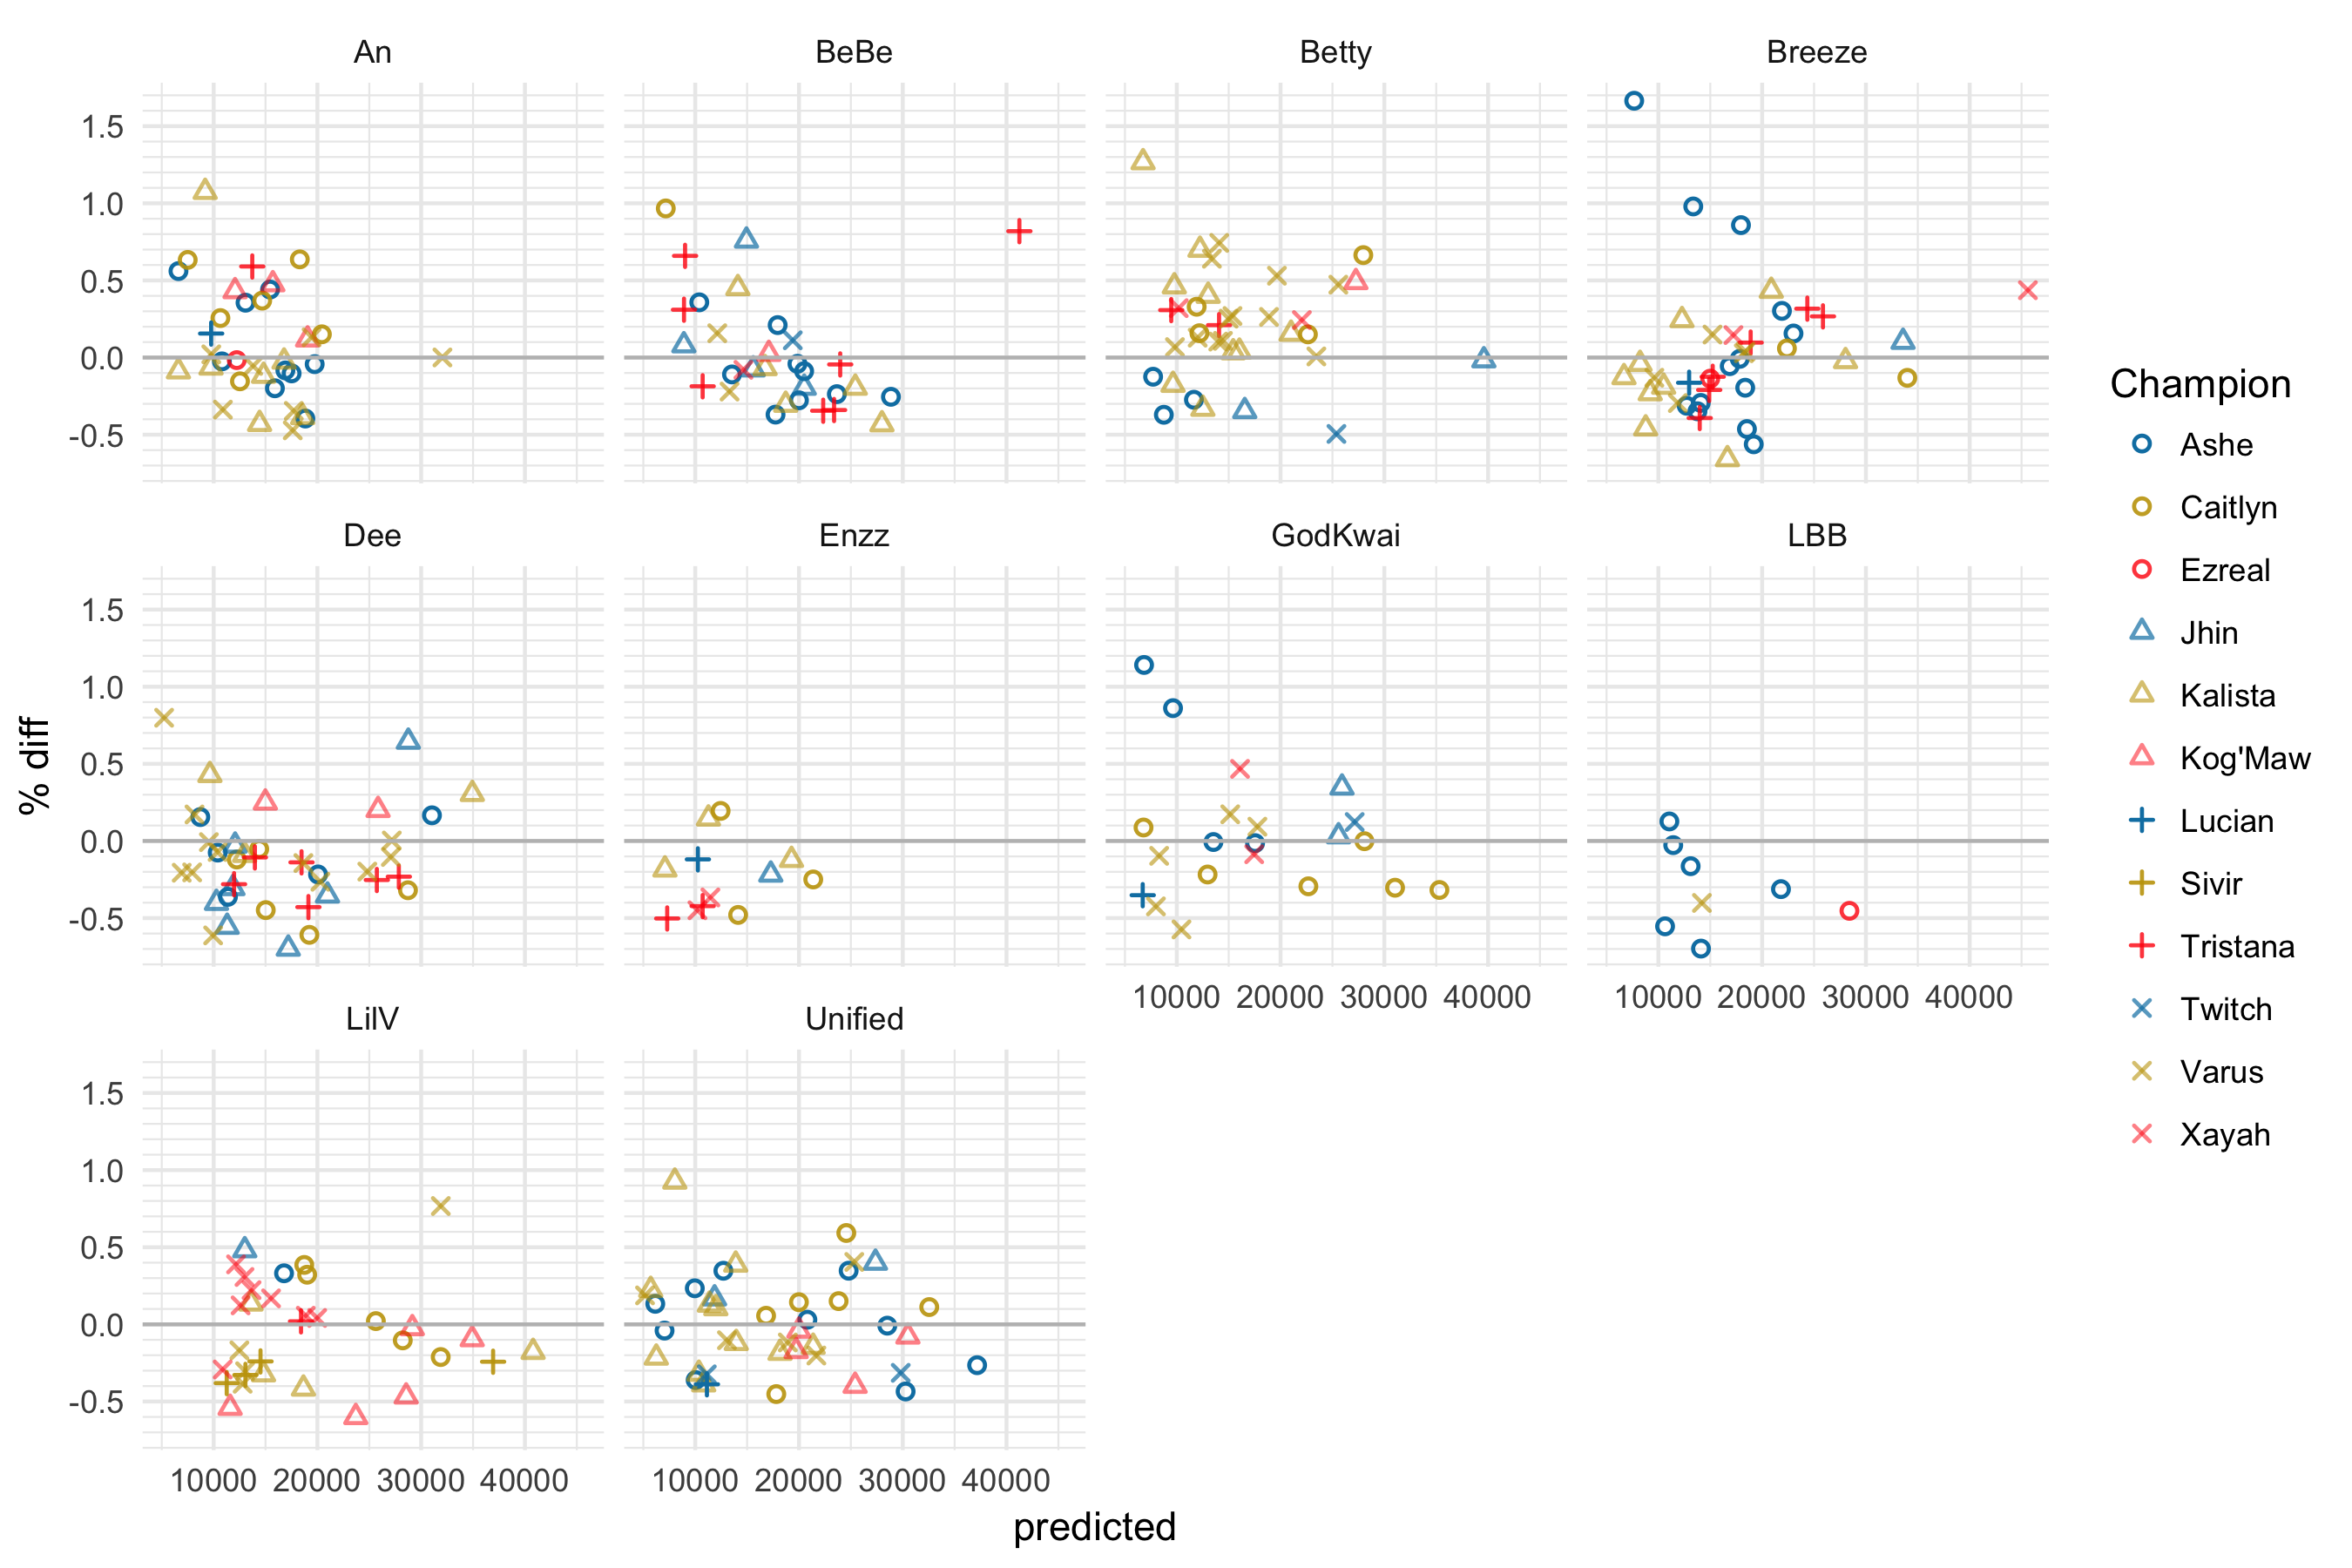 An BeBe Betty Breeze
1.5
1.0
0.5
0.0
-0.5
Dee Enzz GodKwai LBB
1.5
1.0
0.5
0.0
-0.5
10000 20000 30000 40000 10000 20000 30000 40000
LilV Unified
1.5
1.0
0.5
0.0
-0.5
10000 20000 30000 40000 10000 20000 30000 40000
predicted
% diff
Champion
Ashe
Caitlyn
Ezreal
Jhin
Kalista
Kog'Maw
Lucian
Sivir
Tristana
Twitch
Varus
Xayah